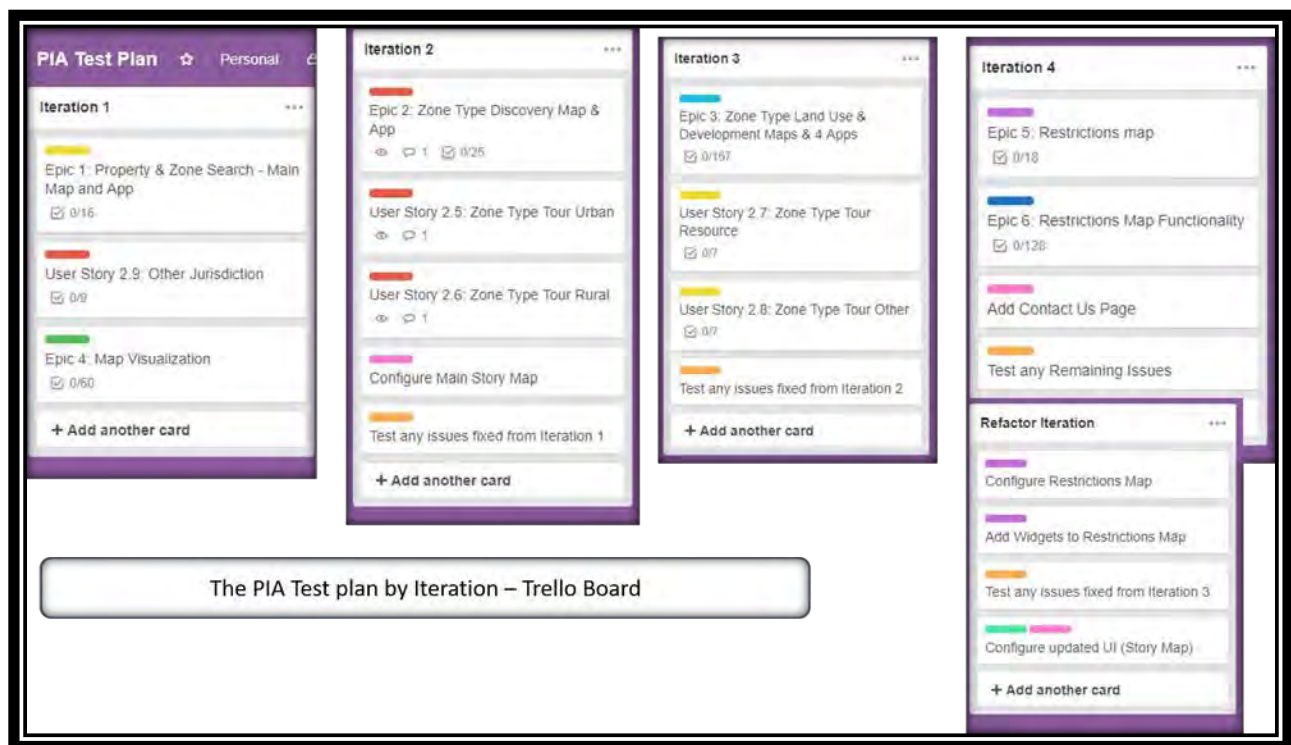 PIA Test Plan Personal
Iteration 1
Epic 1: Property & Zone Search - Main
Map and App
0/16
User Story 2.9: Other Jurisdiction
0/9
Epic 4: Map Visualization
0/60
+ Add another card
Iteration 2
Epic 2: Zone Type Discovery Map &
App
1 0/25
User Story 2.5: Zone Type Tour Urban
1
User Story 2.6: Zone Type Tour Rural
1
Configure Main Story Map
Test any issues fixed from Iteration 1
+ Add another card
Iteration 3
Epic 3: Zone Type Land Use &
Development Maps & 4 Apps
0/167
User Story 2.7: Zone Type Tour
Resource
0/7
User Story 2.8: Zone Type Tour Other
0/7
Test any issues fixed from Iteration 2
+ Add another card
Iteration 4
Epic 5: Restrictions map
0/18
Epic 6: Restrictions Map Functionality
0/128
Add Contact Us Page
Test any Remaining Issues
Refactor Iteration
Configure Restrictions Map
Add Widgets to Restrictions Map
Test any issues fixed from Iteration 3
Configure updated UI (Story Map)
+ Add another card
The PIA Test plan by Iteration – Trello Board